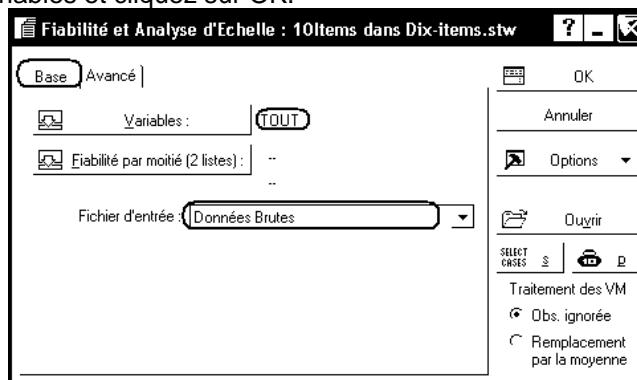 nables et cliquez sur OK.
Fiabilité et Analyse d'Echelle : 10Items dans Dix-items.stw
Base Avancé
Variables : TOUT
Fiabilité par moitié (2 listes) : --
--
Fichier d'entrée : Données Brutes
OK
Annuler
Options
Ouvrir
SELECT CASES S D
Traitement des VM
Obs. ignorée
Remplacement
par la moyenne